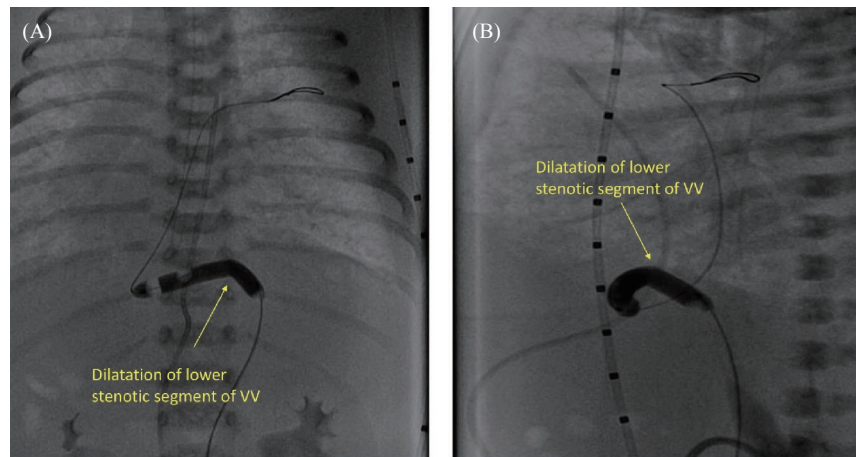 (A)
Dilatation of lower
stenotic segment of VV
(B)
Dilatation of lower
stenotic segment of VV